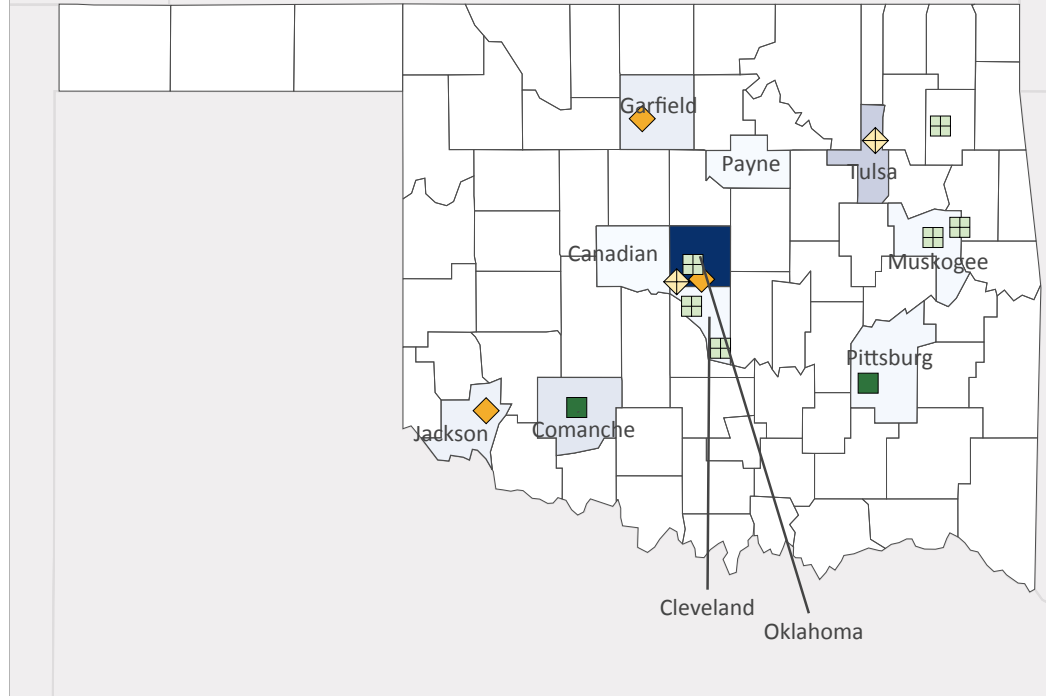 Garfield
Payne
Tulsa
Canadian
Muskogee
Pittsburg
Jackson
Comanche
Cleveland
Oklahoma